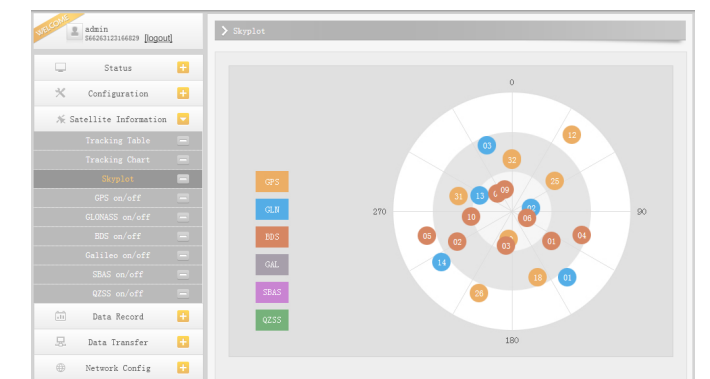 WELCOME
admin
S66263123166829 [logout]
Status
Configuration
Satellite Information
Tracking Table
Tracking Chart
Skyplot
GPS on/off
GLONASS on/off
BDS on/off
Galileo on/off
SBAS on/off
QZSS on/off
Data Record
Data Transfer
Network Config
Skyplot
0
12
03
32
25
GPS
31
13
09
GLN
02
270
10
06
90
BDS
05
02
03
01
04
GAL
14
18
01
SBAS
26
QZSS
180